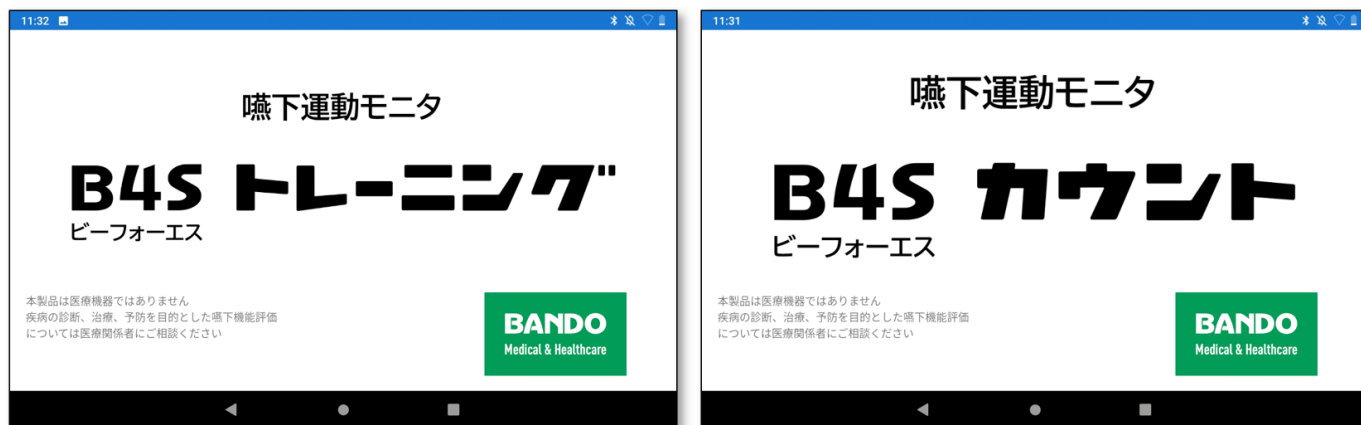 11:32
嚥下運動モニタ
B4S トレーニング
ビーフォーエス
本製品は医療機器ではありません
疾病の診断、治療、予防を目的とした嚥下機能評価
については医療関係者にご相談ください
BANDO
Medical & Healthcare
11:31
嚥下運動モニタ
B4S カウント
ビーフォーエス
本製品は医療機器ではありません
疾病の診断、治療、予防を目的とした嚥下機能評価
については医療関係者にご相談ください
BANDO
Medical & Healthcare